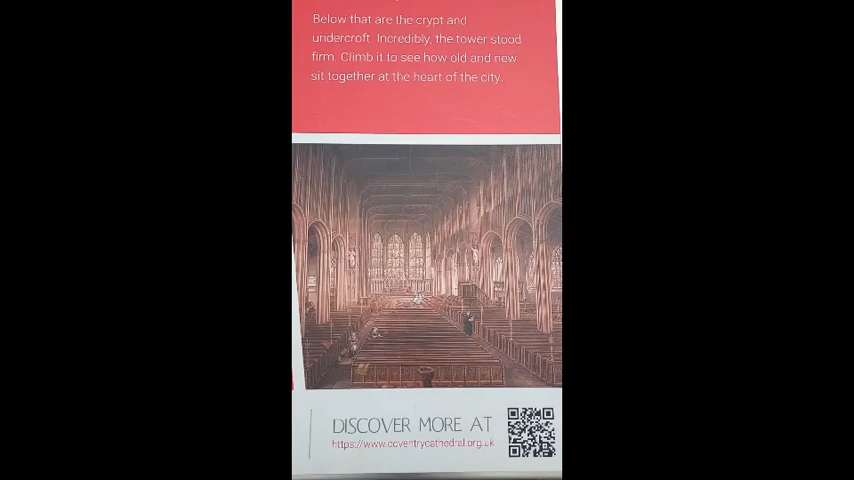 Below that are the crypt and
undercroft. Incredibly, the tower stood
firm. Climb it to see how old and new
sit together at the heart of the city.
DISCOVER MORE AT
https://www.coventrycathedral.org.uk